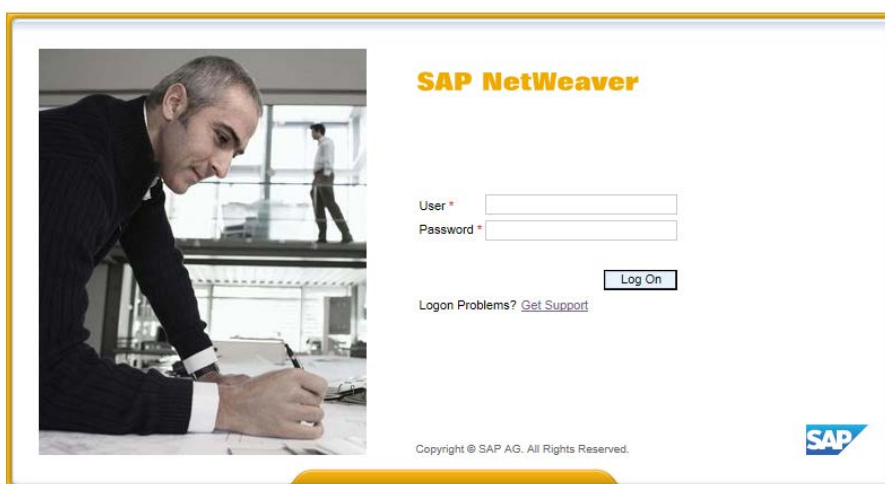 SAP NetWeaver
User *
Password *
Log On
Logon Problems? Get Support
Copyright © SAP AG. All Rights Reserved.
SAP